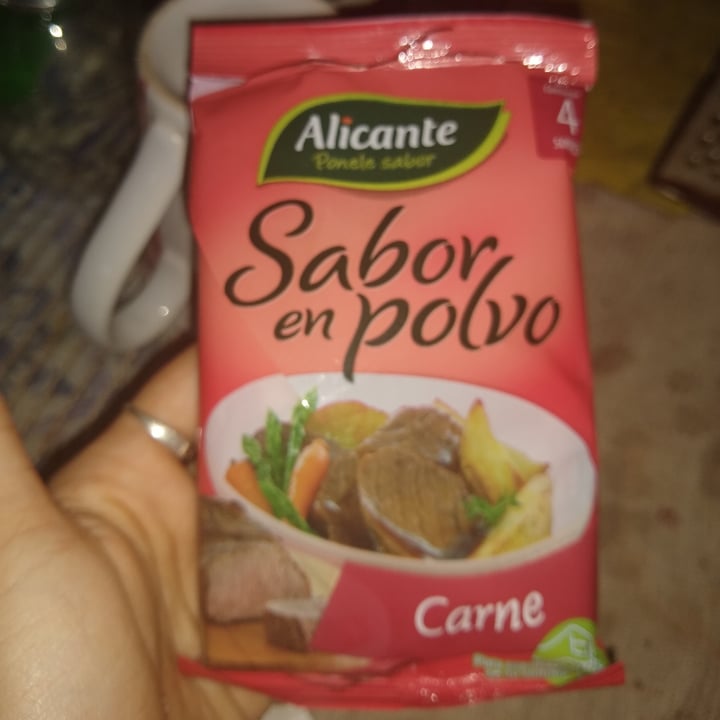 Alicante
Ponele sabor
4
Sabor
en polvo
Carne